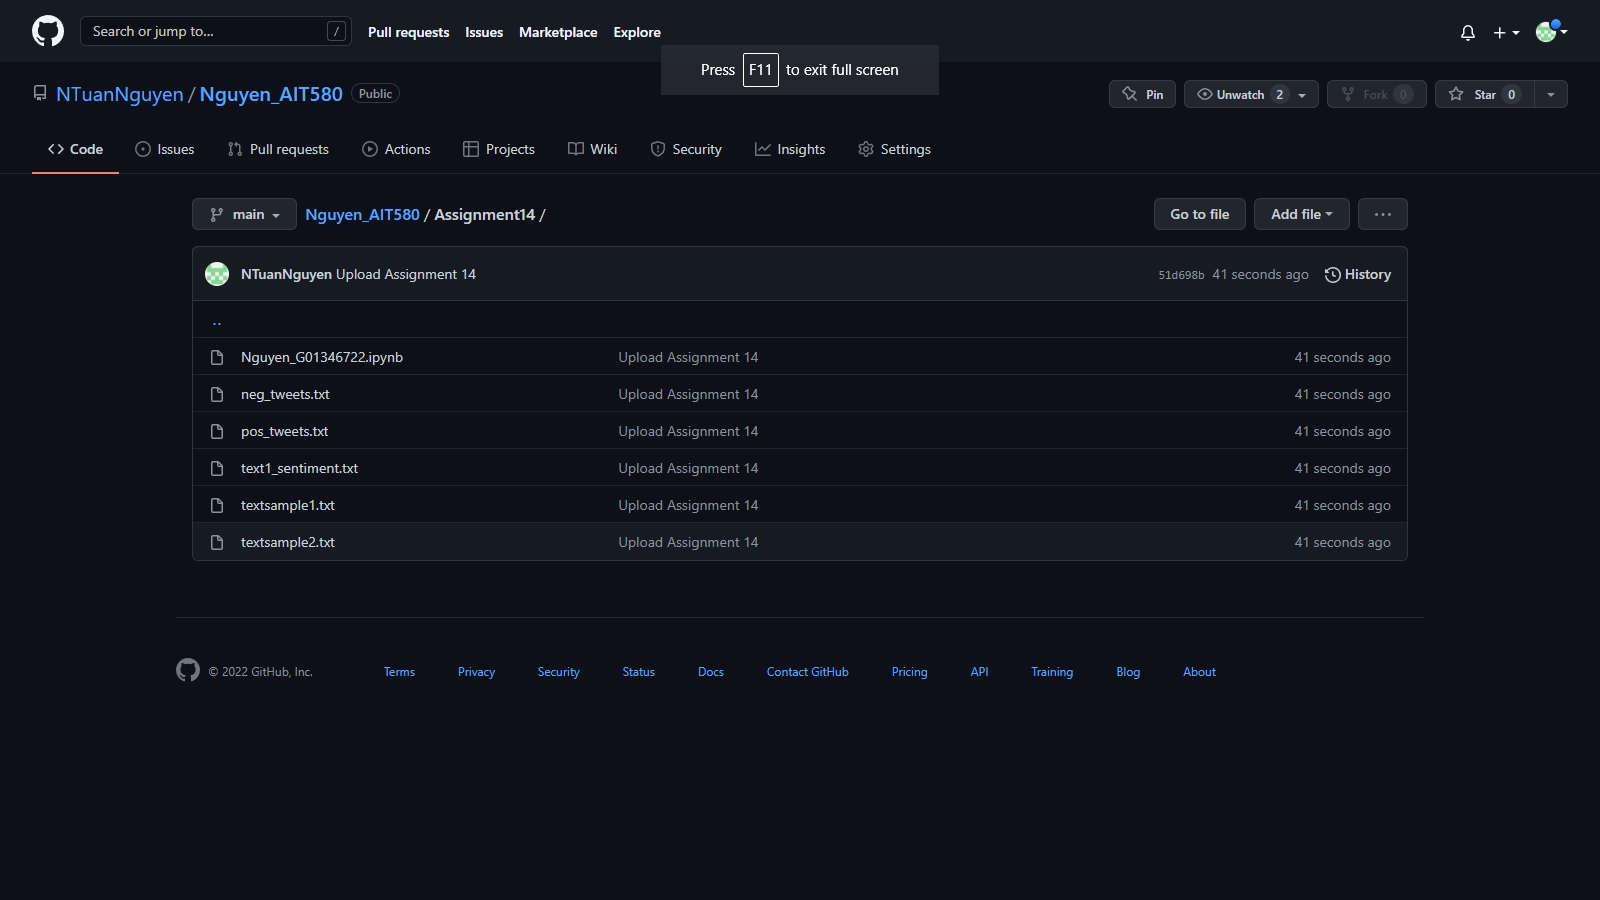 Search or jump to... / Pull requests Issues Marketplace Explore
Press F11 to exit full screen
NTuanNguyen / Nguyen_AIT580 Public Pin Unwatch 2 Fork 0 Star 0
Code Issues Pull requests Actions Projects Wiki Security Insights Settings
main Nguyen_AIT580 / Assignment14 / Go to file Add file ...
NTuanNguyen Upload Assignment 14 51d698b 41 seconds ago History
..
Nguyen_G01346722.ipynb Upload Assignment 14 41 seconds ago
neg_tweets.txt Upload Assignment 14 41 seconds ago
pos_tweets.txt Upload Assignment 14 41 seconds ago
text1_sentiment.txt Upload Assignment 14 41 seconds ago
textsample1.txt Upload Assignment 14 41 seconds ago
textsample2.txt Upload Assignment 14 41 seconds ago
© 2022 GitHub, Inc. Terms Privacy Security Status Docs Contact GitHub Pricing API Training Blog About